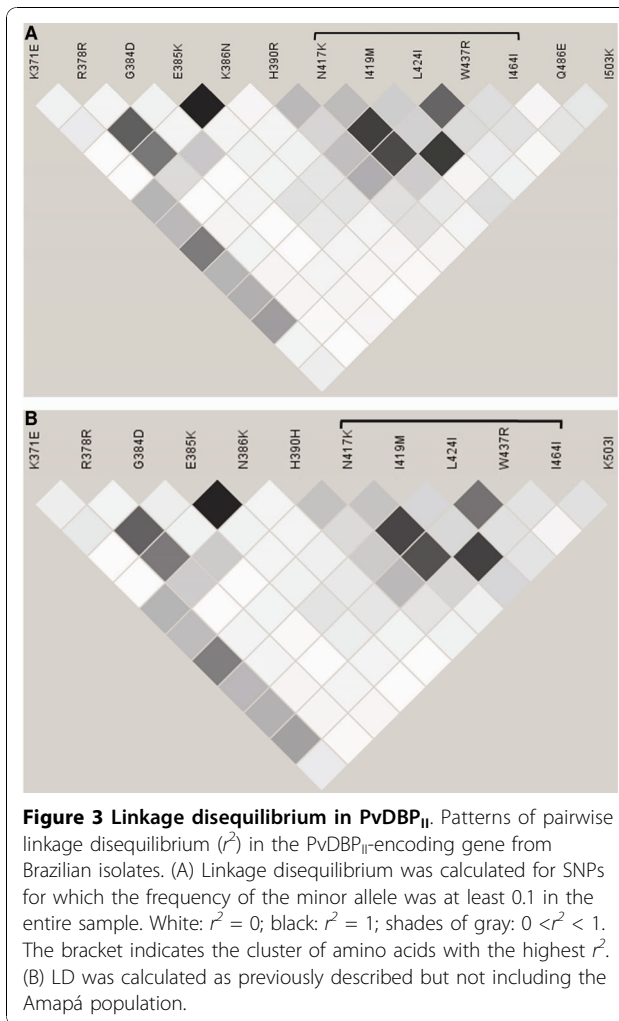 A
K371E R378R G384D E385K K386N H390R N417K I419M L424I W437R I464I Q486E I503K
B
K371E R378R G384D E385K N386K H390H N417K I419M L424I W437R I464I K503I
Figure 3 Linkage disequilibrium in PvDBPII. Patterns of pairwise
linkage disequilibrium (r²) in the PvDBPII-encoding gene from
Brazilian isolates. (A) Linkage disequilibrium was calculated for SNPs
for which the frequency of the minor allele was at least 0.1 in the
entire sample. White: r² = 0; black: r² = 1; shades of gray: 0 <r² < 1.
The bracket indicates the cluster of amino acids with the highest r².
(B) LD was calculated as previously described but not including the
Amapá population.